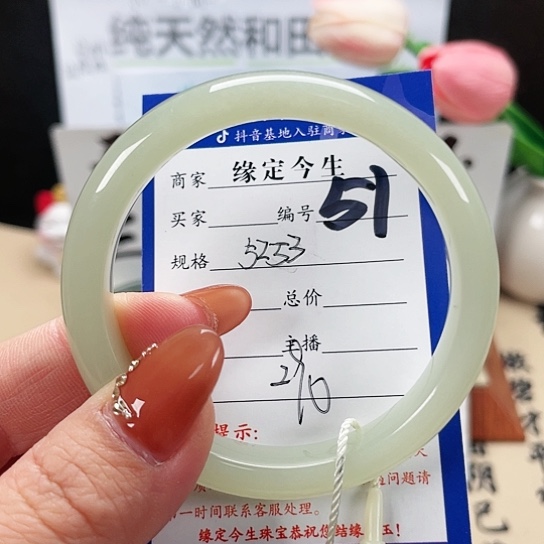 纯天然和田
抖音基地入驻商家
商家 缘定今生
买家 编号 51
规格 5253
总价
主播
210
提示:
问题请
一时间联系客服处理。
缘定今生珠宝恭祝您结缘 玉!